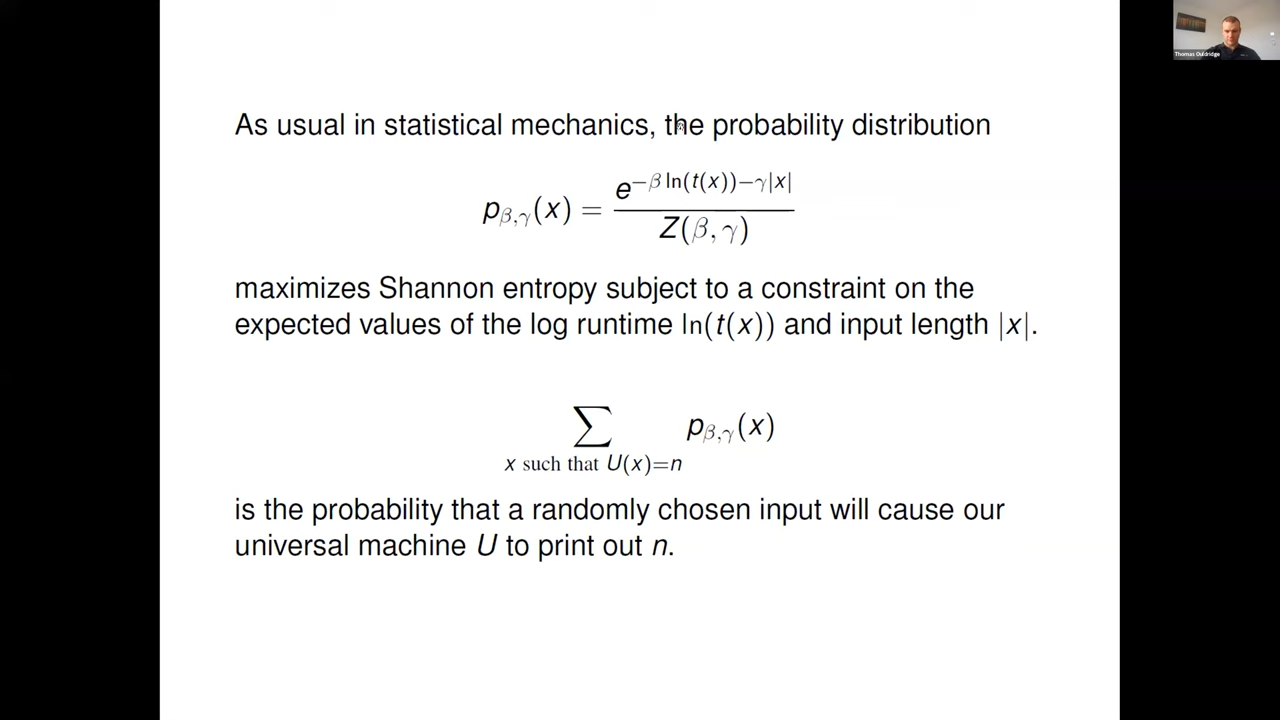 Thomas Ouldridge
As usual in statistical mechanics, the probability distribution
p_{β,γ}(x) = e^{−β ln(t(x))−γ|x|} / Z(β, γ)
maximizes Shannon entropy subject to a constraint on the
expected values of the log runtime ln(t(x)) and input length |x|.
∑_{x such that U(x)=n} p_{β,γ}(x)
is the probability that a randomly chosen input will cause our
universal machine U to print out n.